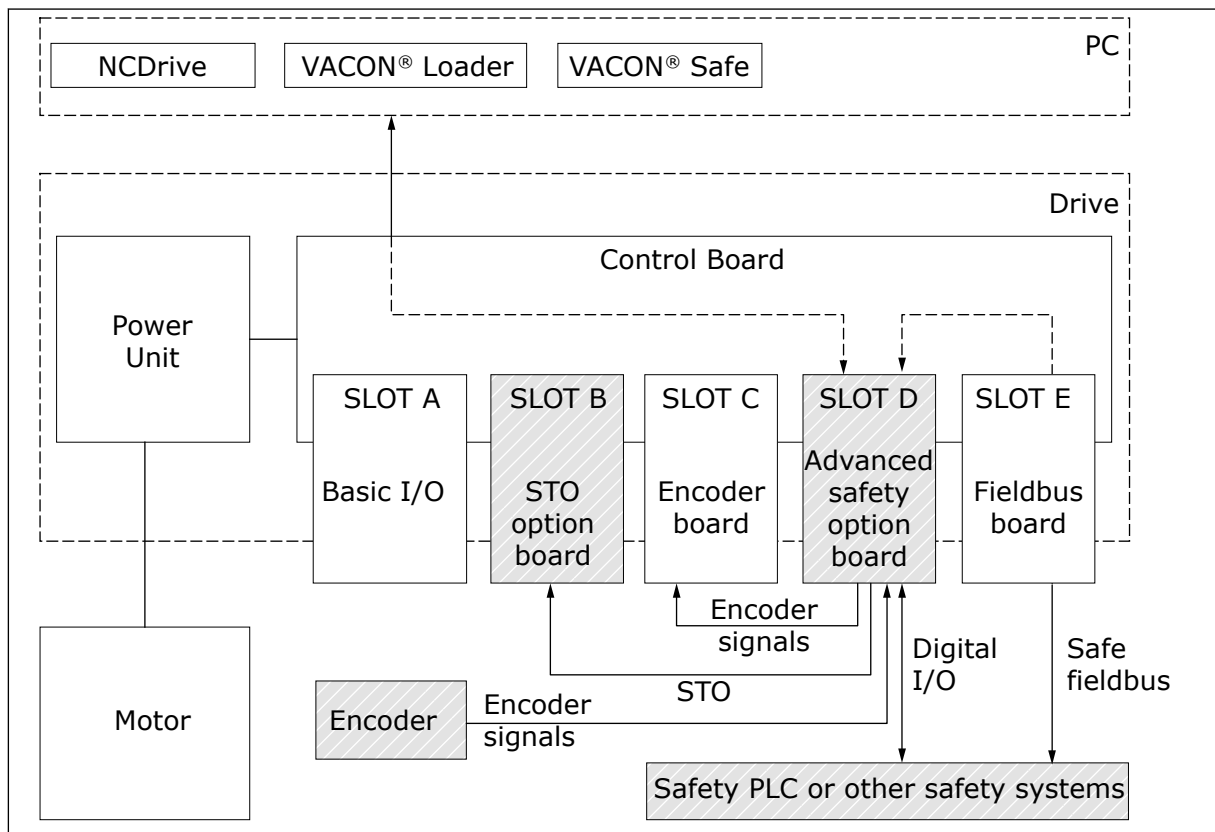 PC
NCDrive
VACON® Loader
VACON® Safe
Drive
Control Board
Power
Unit
SLOT A
Basic I/O
SLOT B
STO
option
board
SLOT C
Encoder
board
SLOT D
Advanced
safety
option
board
SLOT E
Fieldbus
board
Encoder
signals
STO
Digital
I/O
Safe
fieldbus
Motor
Encoder
Encoder
signals
Safety PLC or other safety systems